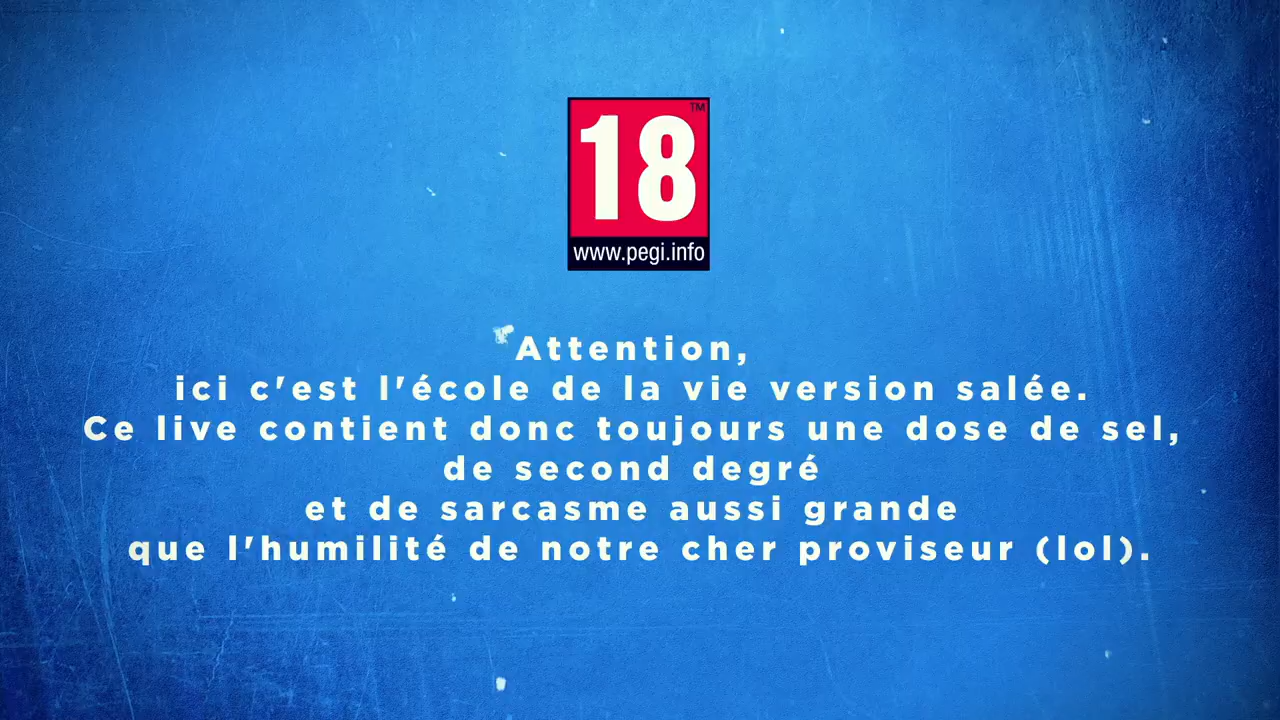 18
TM
www.pegi.info
Attention,
ici c'est l'école de la vie version salée.
Ce live contient donc toujours une dose de sel,
de second degré
et de sarcasme aussi grande
que l'humilité de notre cher proviseur (lol).